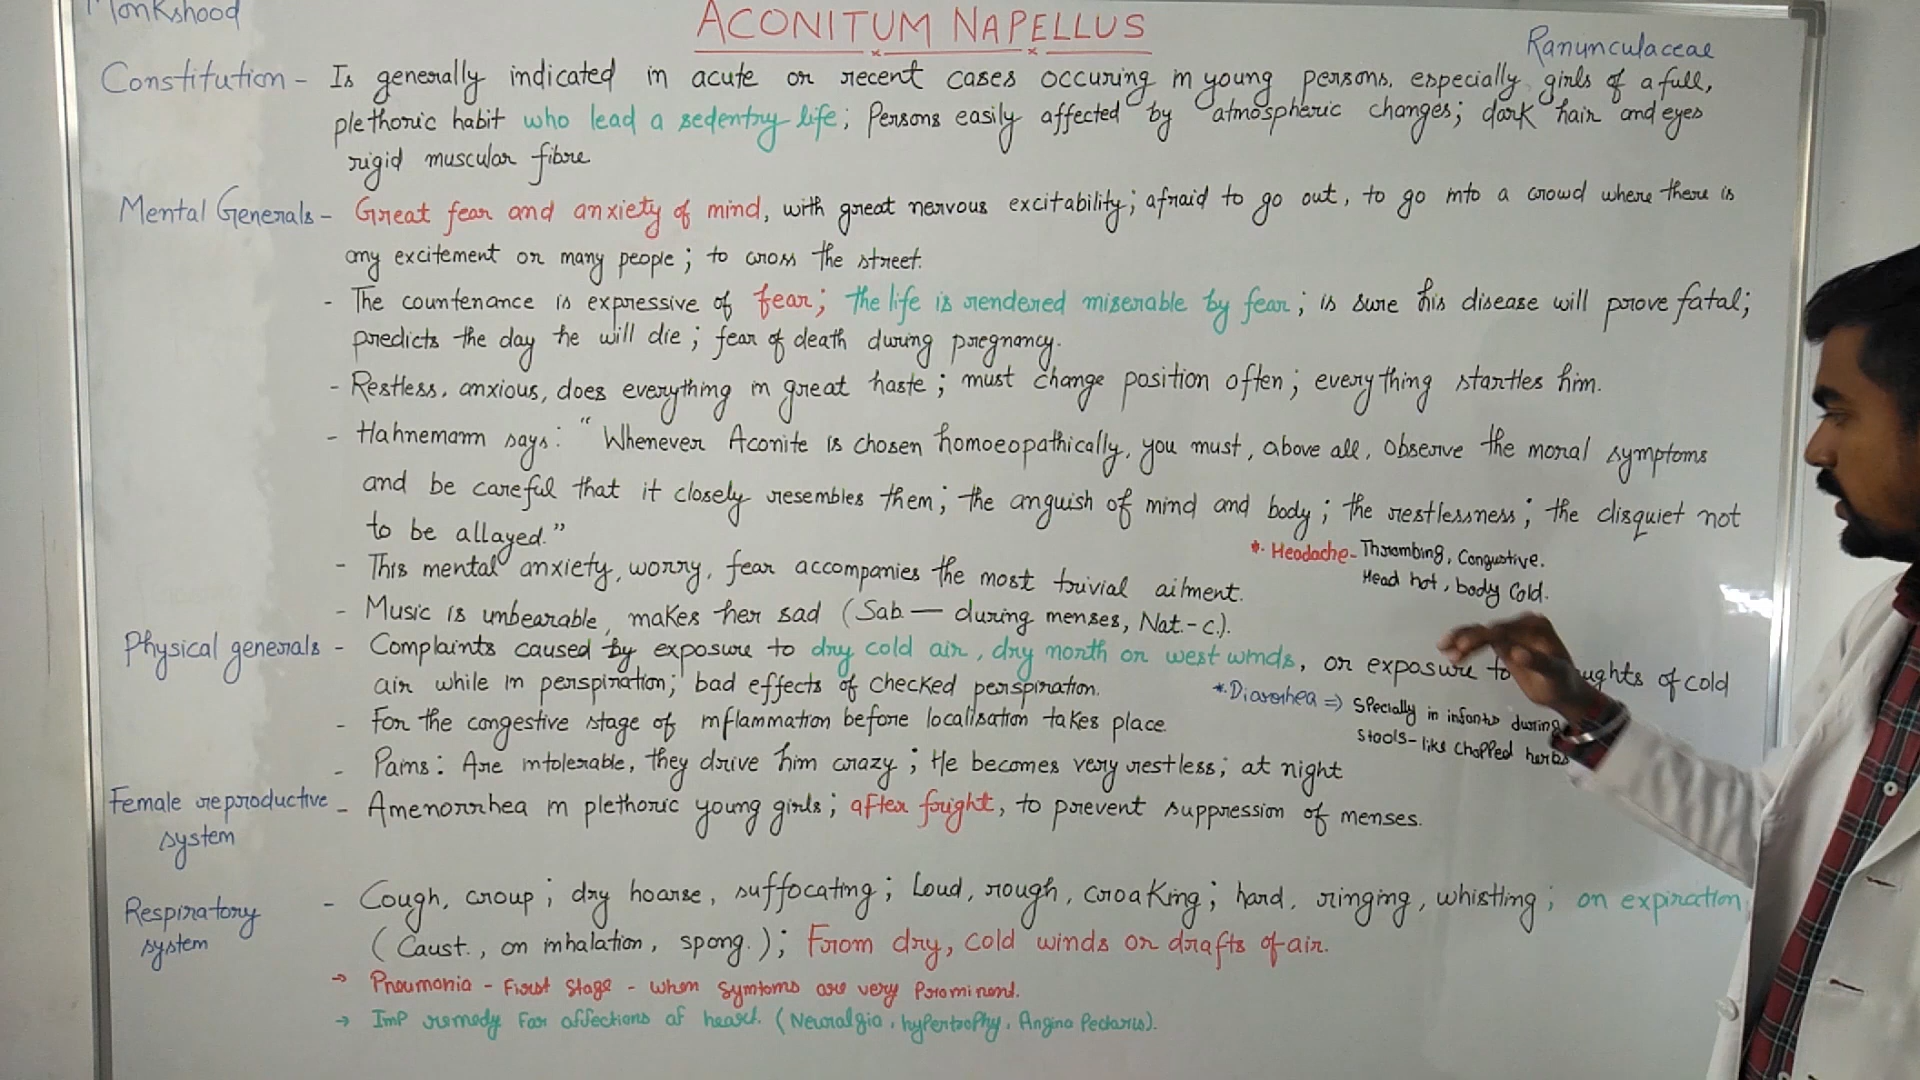 Monkshood
ACONITUM NAPELLUS
Ranunculaceae
Constitution - Is generally indicated in acute or recent cases occuring in young persons, especially girls of a full,
plethoric habit who lead a sedentry life; Persons easily affected by atmospheric changes; dark hair and eyes
rigid muscular fibre
Mental Generals - Great fear and anxiety of mind, with great nervous excitability; afraid to go out, to go into a crowd where there is
any excitement or many people; to cross the street.
- The countenance is expressive of fear; the life is rendered miserable by fear; is sure his disease will prove fatal;
predicts the day he will die; fear of death during pregnancy.
- Restless, anxious, does everything in great haste; must change position often; everything startles him.
- Hahnemann says: "Whenever Aconite is chosen homoeopathically, you must, above all, observe the moral symptoms
and be careful that it closely resembles them; the anguish of mind and body; the restlessness; the disquiet not
to be allayed."
*. Headache - Thrombing, Congustive.
Head hot, body Cold.
- This mental anxiety, worry, fear accompanies the most trivial ailment.
- Music is unbearable, makes her sad (Sab. — during menses, Nat.-c.).
Physical generals - Complaints caused by exposure to dry cold air, dry north or west winds, or exposure to ughts of cold
air while in perspiration; bad effects of checked perspiration.
*. Diarrhea => Specially in infants during
Stools - like chopped herbs
- For the congestive stage of inflammation before localisation takes place
- Pains: Are intolerable, they drive him crazy; He becomes very restless; at night
Female reproductive system - Amenorrhea in plethoric young girls; after fright, to prevent suppression of menses.
Respiratory system - Cough, croup; dry hoarse, suffocating; loud, rough, croaking; hard, ringing, whistling; on expiration
(Caust., on inhalation, spong.); From dry, cold winds or drafts of air.
→ Pneumonia - First Stage - when Symtoms are very Prominent.
→ Imp remedy For affections of heart. (Neuralgia, hypertrophy, Angina Pectoris).